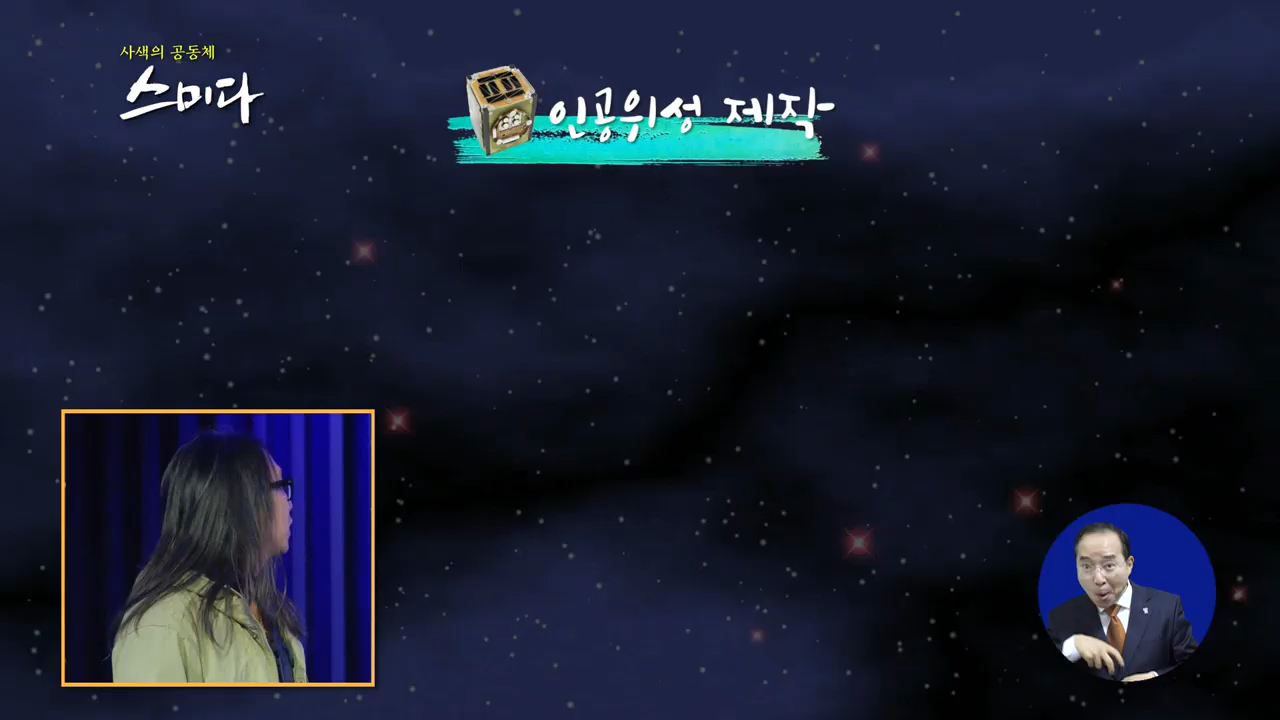 사색의 공동체
스미다
인공위성 제작